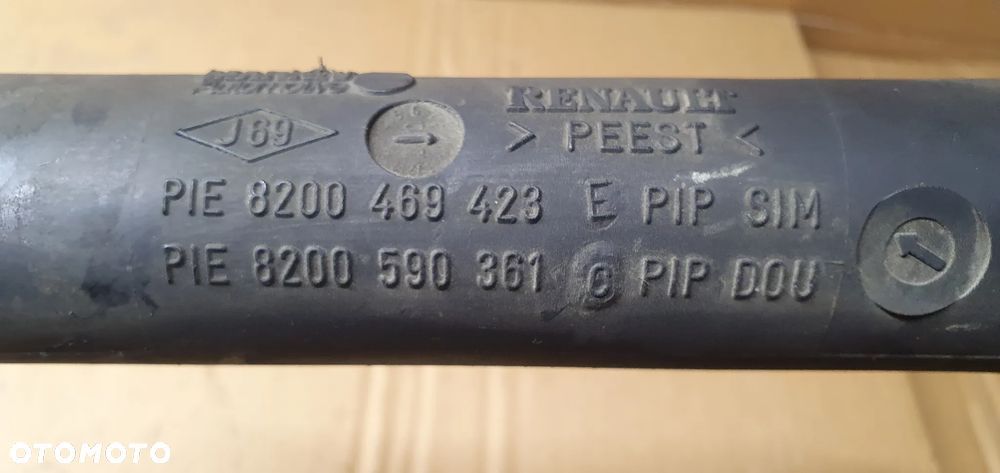 RENAULT
J69
> PEEST <
PIE 8200 469 423 E PIP SIM
PIE 8200 590 361 C PIP DOU
OTOMOTO